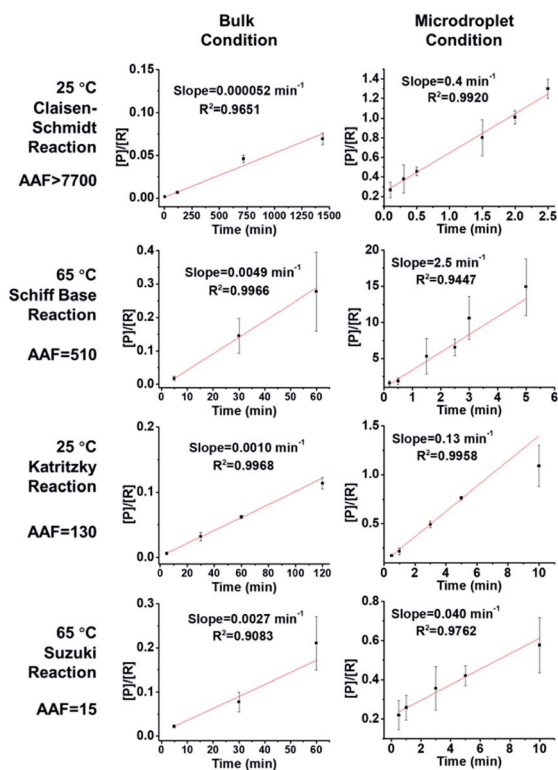 Bulk
Condition
Microdroplet
Condition
25 °C
Claisen-
Schmidt
Reaction
AAF>7700
[P]/[R]
0.15
0.10
0.05
0.00
Slope=0.000052 min⁻¹
R²=0.9651
0 250 500 750 1000 1250 1500
Time (min)
[P]/[R]
1.4
1.2
1.0
0.8
0.6
0.4
0.2
Slope=0.4 min⁻¹
R²=0.9920
0.0 0.5 1.0 1.5 2.0 2.5
Time (min)
65 °C
Schiff Base
Reaction
AAF=510
[P]/[R]
0.4
0.3
0.2
0.1
0.0
Slope=0.0049 min⁻¹
R²=0.9966
0 10 20 30 40 50 60
Time (min)
[P]/[R]
25
20
15
10
5
Slope=2.5 min⁻¹
R²=0.9447
0 1 2 3 4 5 6
Time (min)
25 °C
Katritzky
Reaction
AAF=130
[P]/[R]
0.2
0.1
0.0
Slope=0.0010 min⁻¹
R²=0.9968
0 20 40 60 80 100 120
Time (min)
[P]/[R]
1.5
1.0
0.5
Slope=0.13 min⁻¹
R²=0.9958
0 2 4 6 8 10
Time (min)
65 °C
Suzuki
Reaction
AAF=15
[P]/[R]
0.3
0.2
0.1
0.0
Slope=0.0027 min⁻¹
R²=0.9083
0 10 20 30 40 50 60
Time (min)
[P]/[R]
0.8
0.6
0.4
0.2
Slope=0.040 min⁻¹
R²=0.9762
0 2 4 6 8 10
Time (min)